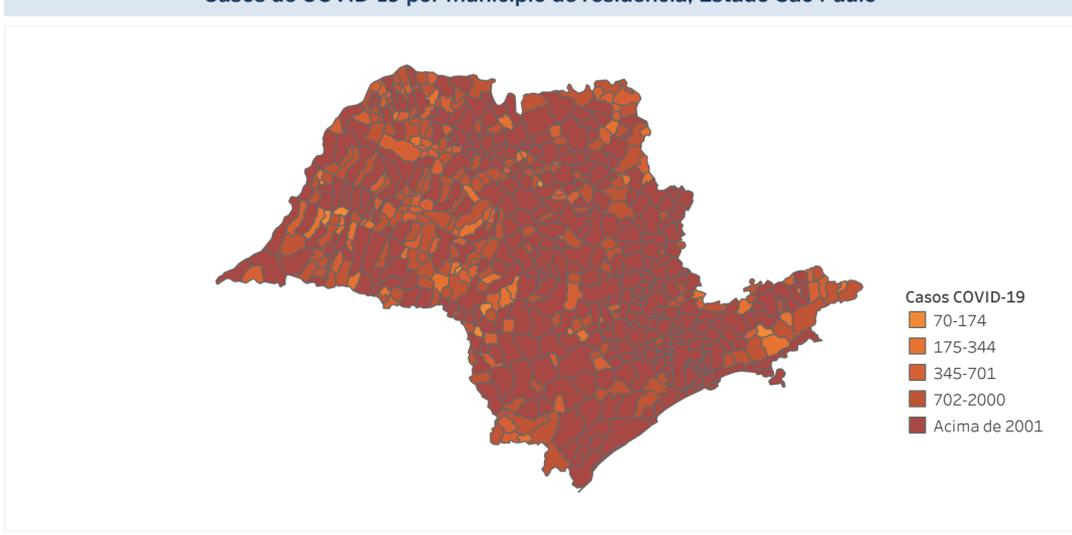 Casos de COVID-19 por município de residência, Estado São Paulo
Casos COVID-19
70-174
175-344
345-701
702-2000
Acima de 2001